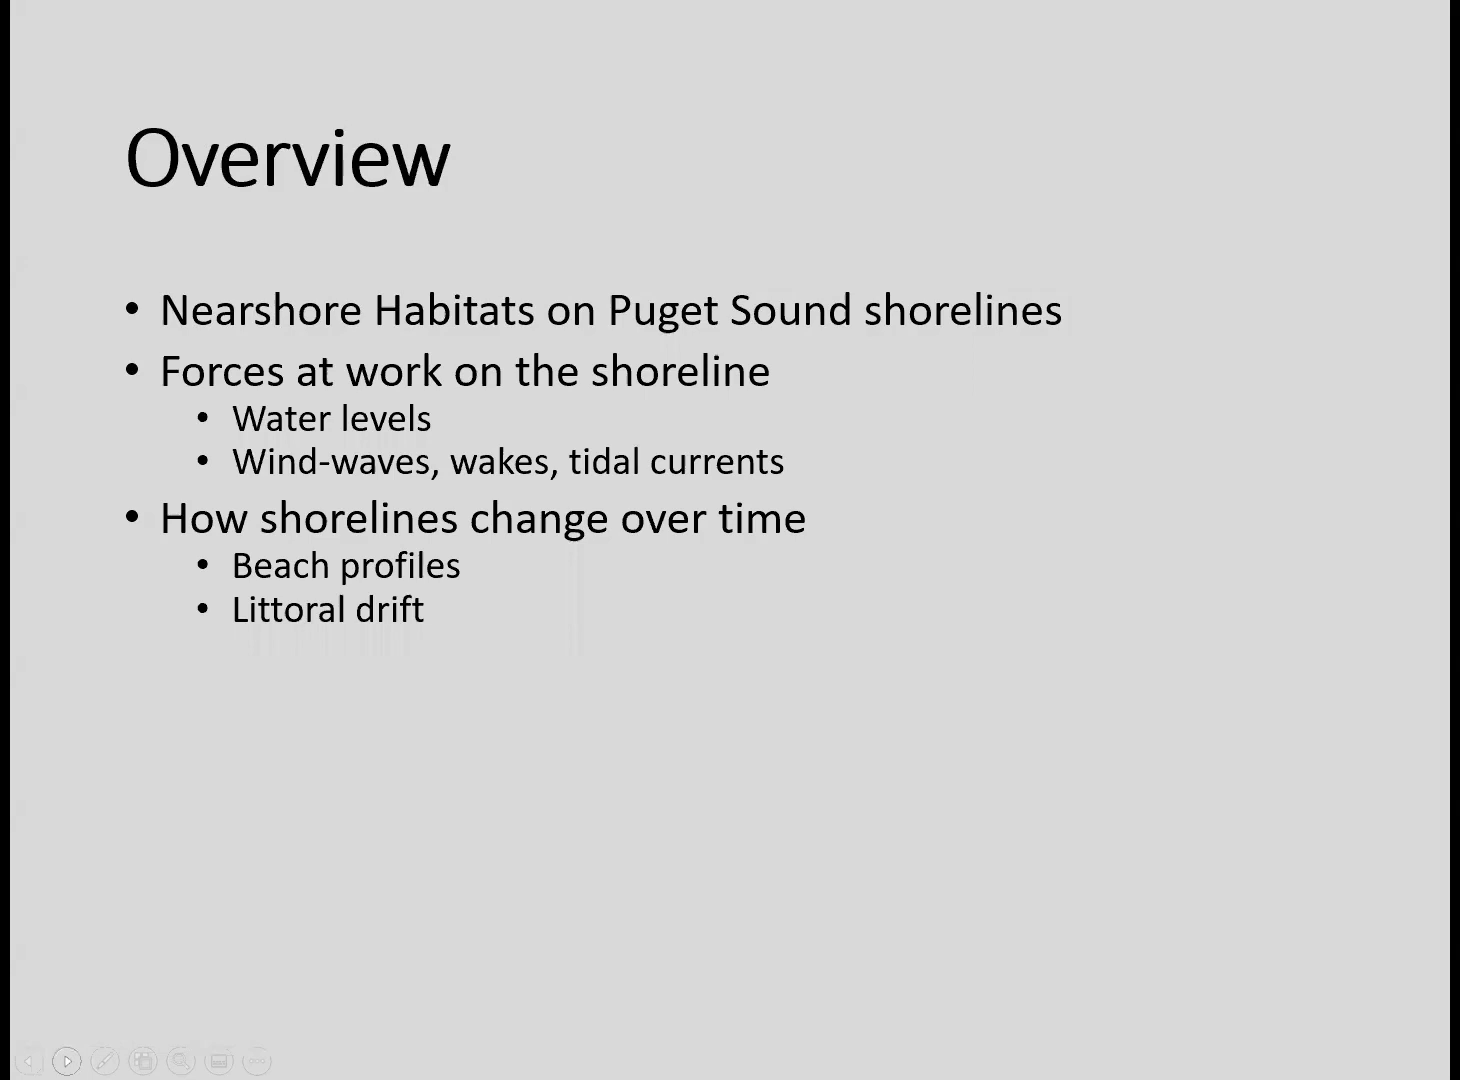 Overview
• Nearshore Habitats on Puget Sound shorelines
• Forces at work on the shoreline
• Water levels
• Wind-waves, wakes, tidal currents
• How shorelines change over time
• Beach profiles
• Littoral drift